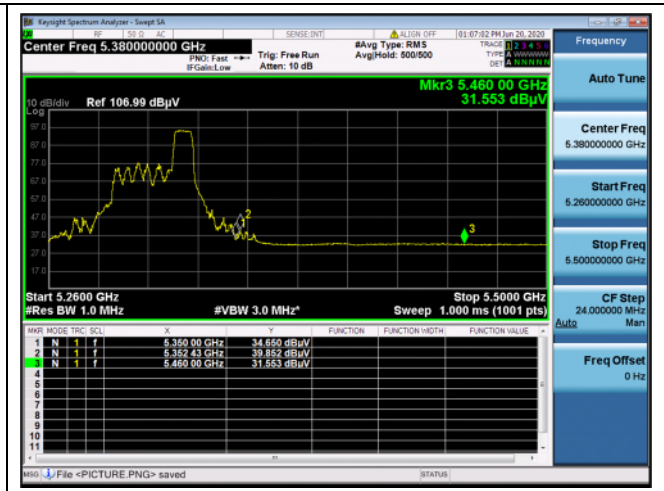 Keysight Spectrum Analyzer - Swept SA
RF 50 Ω AC SENSE:INT ALIGN OFF 01:07:02 PM Jun 20, 2020
Center Freq 5.380000000 GHz
PNO: Fast
IFGain:Low
Trig: Free Run
Atten: 10 dB
#Avg Type: RMS
Avg|Hold: 500/500
TRACE 1 2 3 4 5 6
TYPE A WWWWW
DET A N N N N N
Frequency
Mkr3 5.460 00 GHz
31.553 dBµV
10 dB/div Ref 106.99 dBµV
Log
97.0
87.0
77.0
67.0
57.0
47.0
37.0
27.0
17.0
1
2
3
Start 5.2600 GHz Stop 5.5000 GHz
#Res BW 1.0 MHz #VBW 3.0 MHz* Sweep 1.000 ms (1001 pts)
MKR MODE TRC SCL X Y FUNCTION FUNCTION WIDTH FUNCTION VALUE
1 N 1 f 5.350 00 GHz 34.650 dBµV
2 N 1 f 5.352 43 GHz 39.852 dBµV
3 N 1 f 5.460 00 GHz 31.553 dBµV
4
5
6
7
8
9
10
11
MSG File <PICTURE.PNG> saved STATUS
Auto Tune
Center Freq
5.380000000 GHz
Start Freq
5.260000000 GHz
Stop Freq
5.500000000 GHz
CF Step
24.000000 MHz
Auto Man
Freq Offset
0 Hz